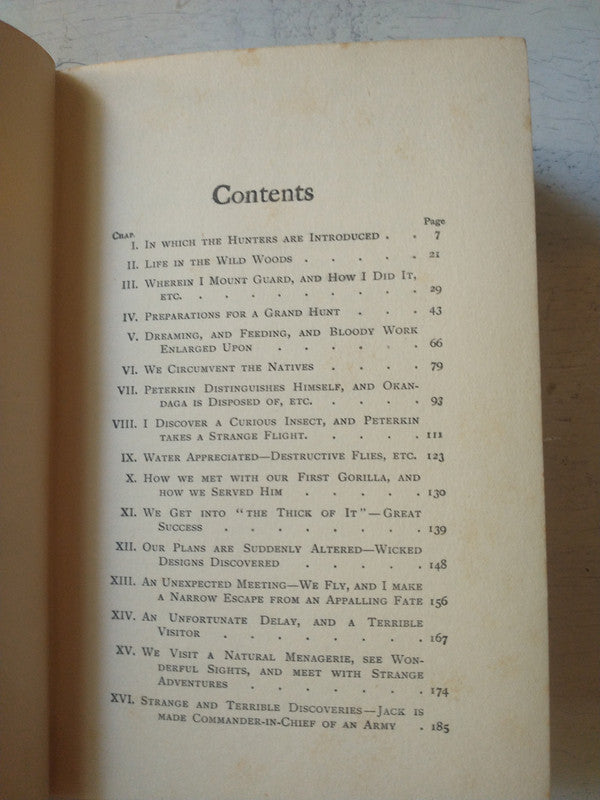 Contents
Chap. Page
I. In which the Hunters are Introduced . . 7
II. Life in the Wild Woods . . . . . 21
III. Wherein I Mount Guard, and How I Did It,
etc. . . . . . . . . 29
IV. Preparations for a Grand Hunt . . . 43
V. Dreaming, and Feeding, and Bloody Work
Enlarged Upon . . . . . . 66
VI. We Circumvent the Natives . . . . 79
VII. Peterkin Distinguishes Himself, and Okan-
daga is Disposed of, etc. . . . . 93
VIII. I Discover a Curious Insect, and Peterkin
takes a Strange Flight. . . . . 111
IX. Water Appreciated—Destructive Flies, etc. 123
X. How we met with our First Gorilla, and
how we Served Him . . . . . 130
XI. We Get into "the Thick of It"—Great
Success . . . . . . . . 139
XII. Our Plans are Suddenly Altered—Wicked
Designs Discovered . . . . . 148
XIII. An Unexpected Meeting—We Fly, and I make
a Narrow Escape from an Appalling Fate 156
XIV. An Unfortunate Delay, and a Terrible
Visitor . . . . . . . . 167
XV. We Visit a Natural Menagerie, see Won-
derful Sights, and meet with Strange
Adventures . . . . . . . 174
XVI. Strange and Terrible Discoveries—Jack is
made Commander-in-Chief of an Army . 185